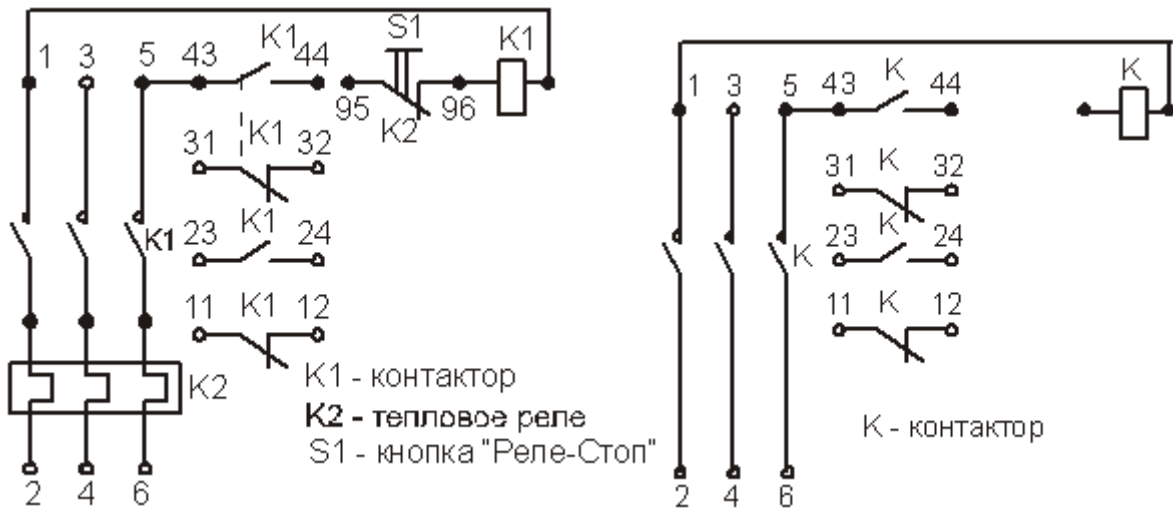 S1
K1 K1
1 3 5 43 44
95 96
K2
K1
31 32
K1
K1 23 24
K1
11 12
K2
K1 - контактор
K2 - тепловое реле
S1 - кнопка "Реле-Стоп"
2 4 6
K K
1 3 5 43 44
K
31 32
K
23 24
K
K
11 12
K - контактор
2 4 6